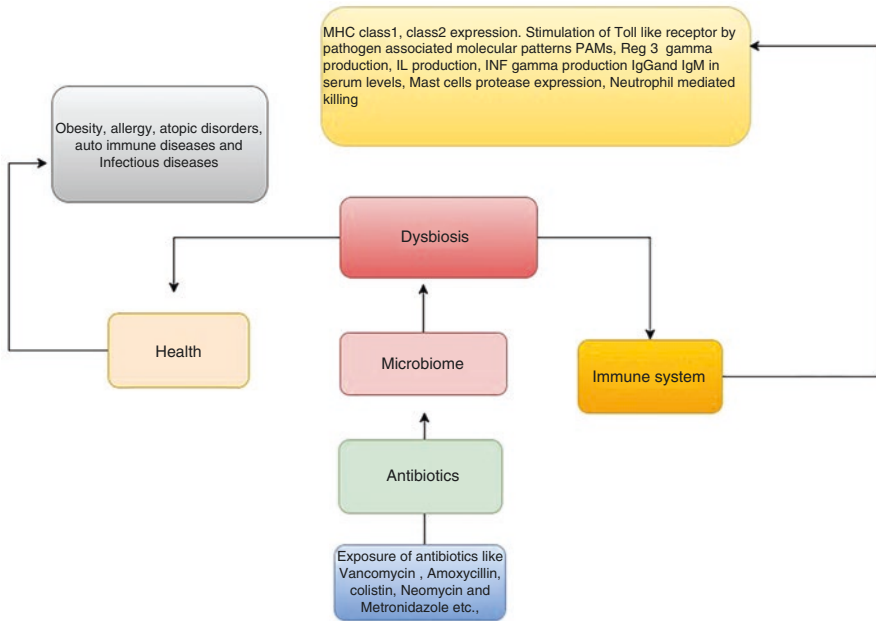 MHC class1, class2 expression. Stimulation of Toll like receptor by
pathogen associated molecular patterns PAMs, Reg 3 gamma
production, IL production, INF gamma production IgGand IgM in
serum levels, Mast cells protease expression, Neutrophil mediated
killing
Obesity, allergy, atopic disorders,
auto immune diseases and
Infectious diseases
Dysbiosis
Health
Microbiome
Immune system
Antibiotics
Exposure of antibiotics like
Vancomycin , Amoxycillin,
colistin, Neomycin and
Metronidazole etc.,